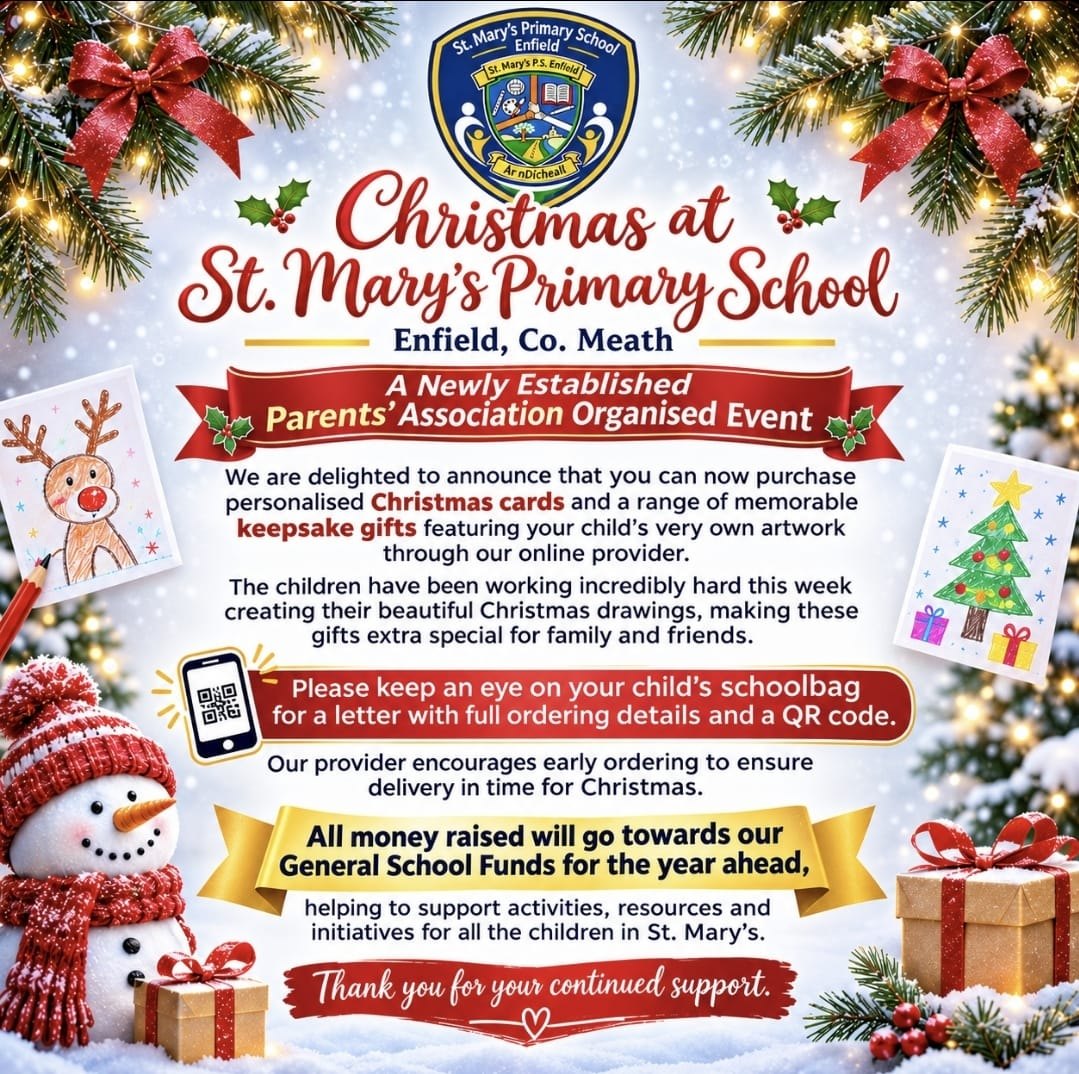 St. Mary's Primary School
Enfield
St. Mary's P.S. Enfield
Ar nDícheall
Christmas at
St. Mary's Primary School
Enfield, Co. Meath
A Newly Established
Parents' Association Organised Event
We are delighted to announce that you can now purchase
personalised Christmas cards and a range of memorable
keepsake gifts featuring your child's very own artwork
through our online provider.
The children have been working incredibly hard this week
creating their beautiful Christmas drawings, making these
gifts extra special for family and friends.
Please keep an eye on your child's schoolbag
for a letter with full ordering details and a QR code.
Our provider encourages early ordering to ensure
delivery in time for Christmas.
All money raised will go towards our
General School Funds for the year ahead,
helping to support activities, resources and
initiatives for all the children in St. Mary's.
Thank you for your continued support.